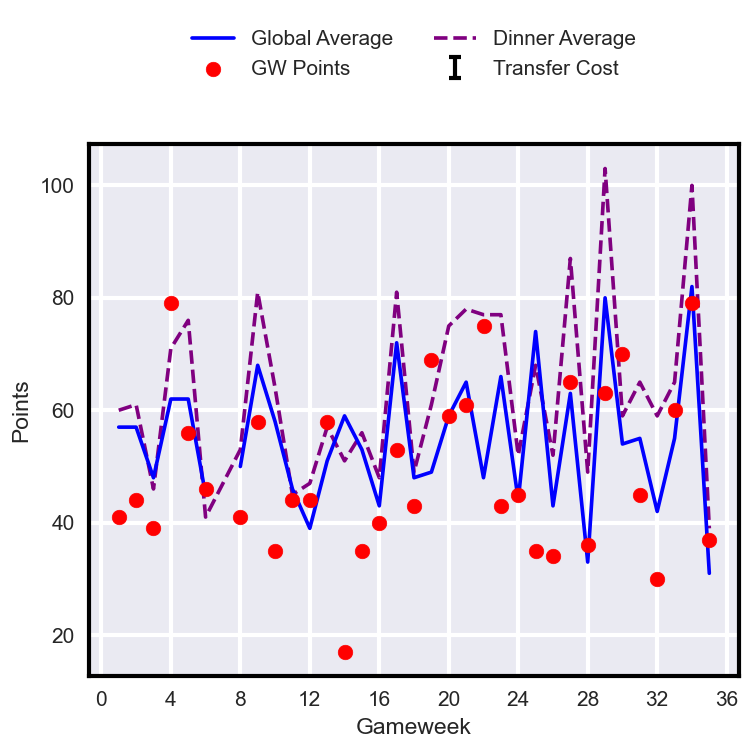 Global Average
Dinner Average
GW Points
Transfer Cost
100
80
60
40
20
Points
0 4 8 12 16 20 24 28 32 36
Gameweek